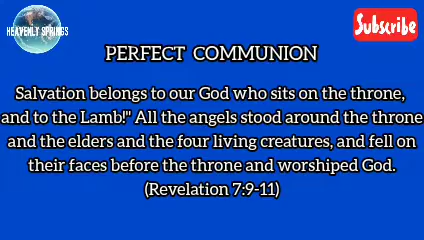 HEAVENLY SPRINGS
Subscribe
PERFECT COMMUNION
Salvation belongs to our God who sits on the throne,
and to the Lamb!" All the angels stood around the throne
and the elders and the four living creatures, and fell on
their faces before the throne and worshiped God.
(Revelation 7:9-11)